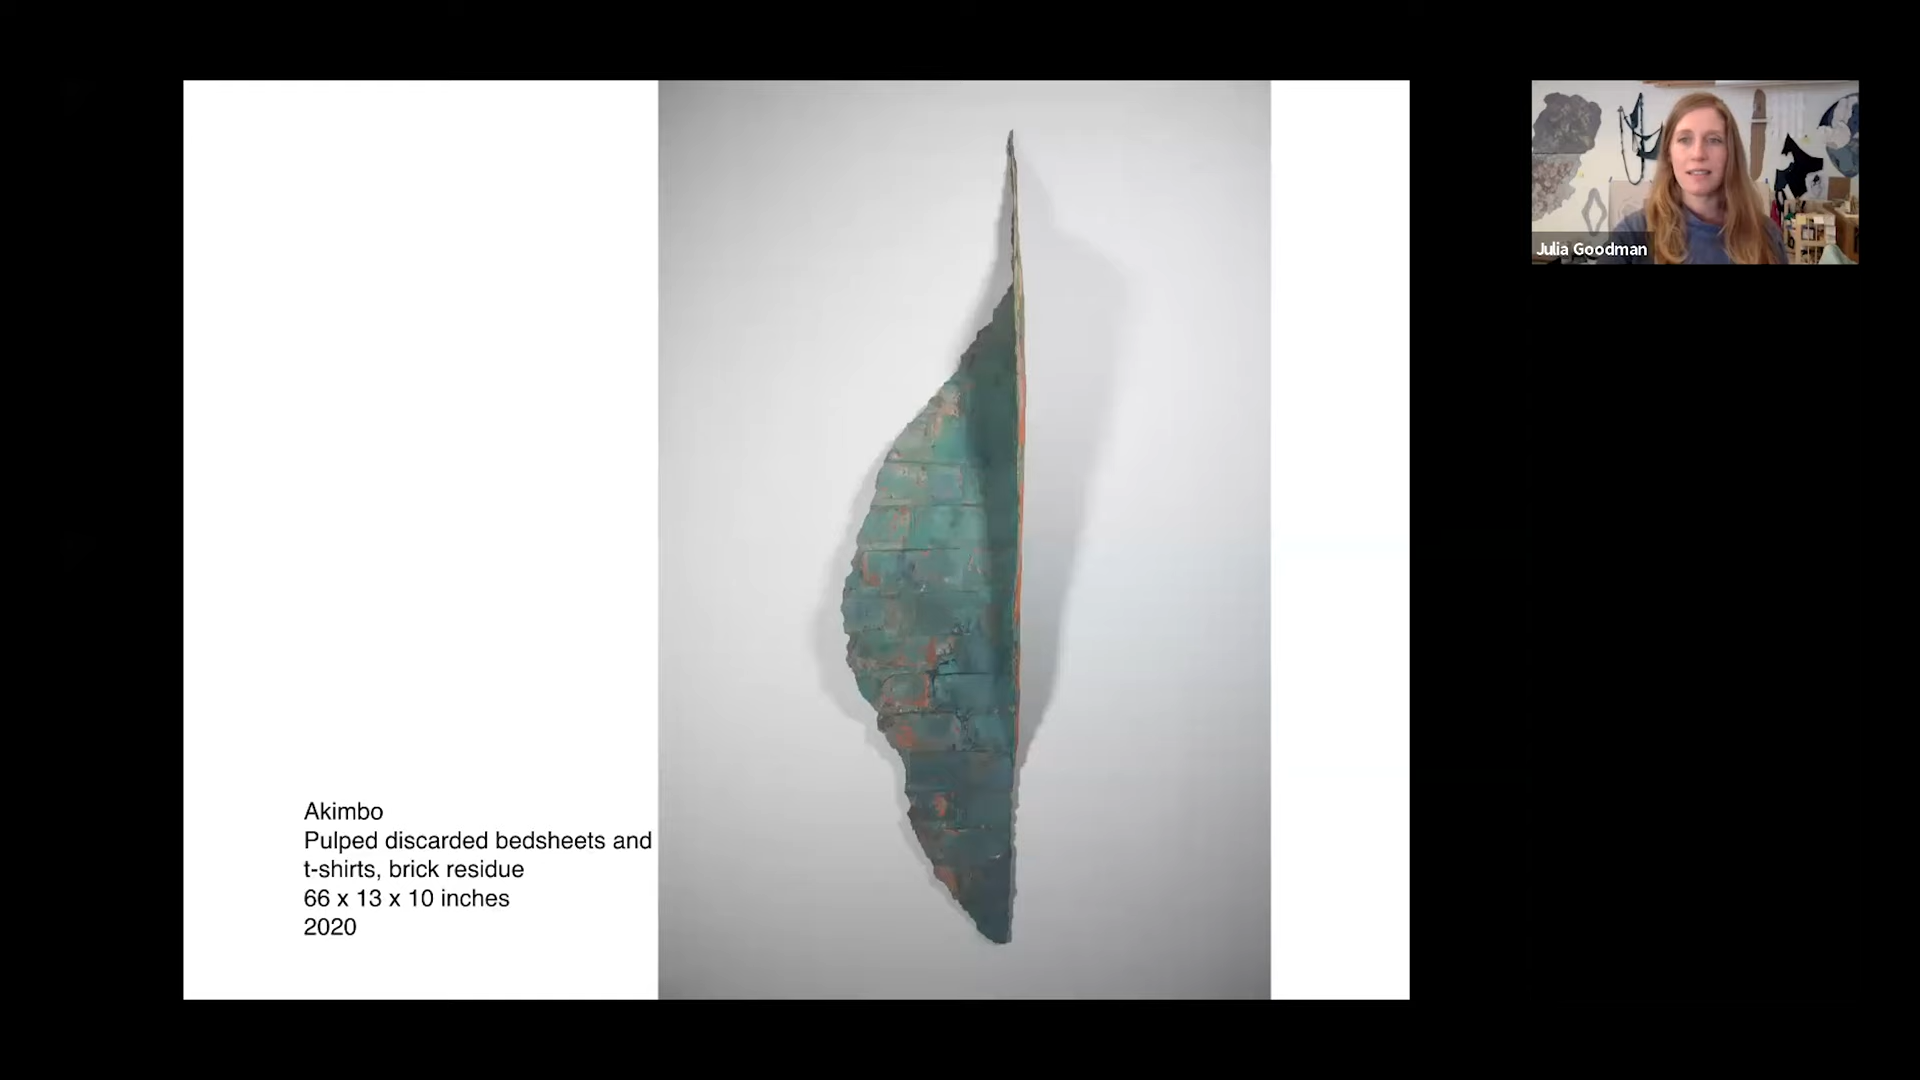 Akimbo
Pulped discarded bedsheets and
t-shirts, brick residue
66 x 13 x 10 inches
2020
Julia Goodman